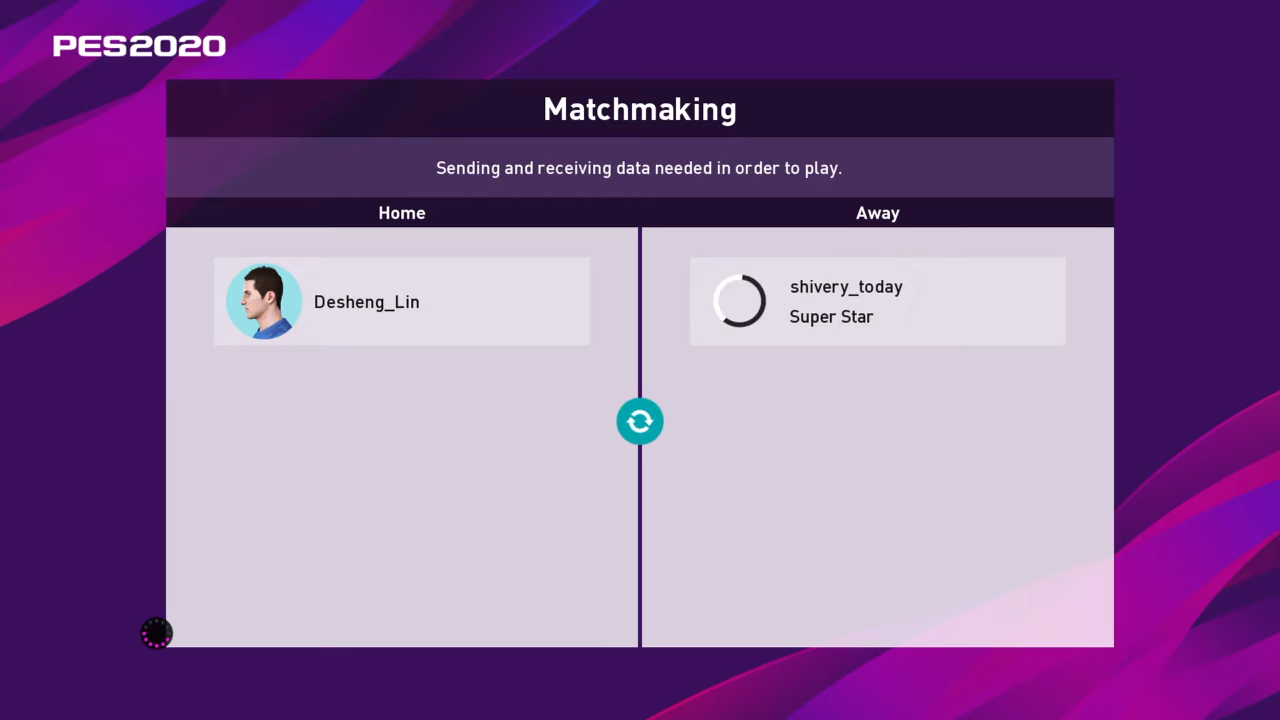 PES2020
Matchmaking
Sending and receiving data needed in order to play.
Home
Away
Desheng_Lin
shivery_today
Super Star